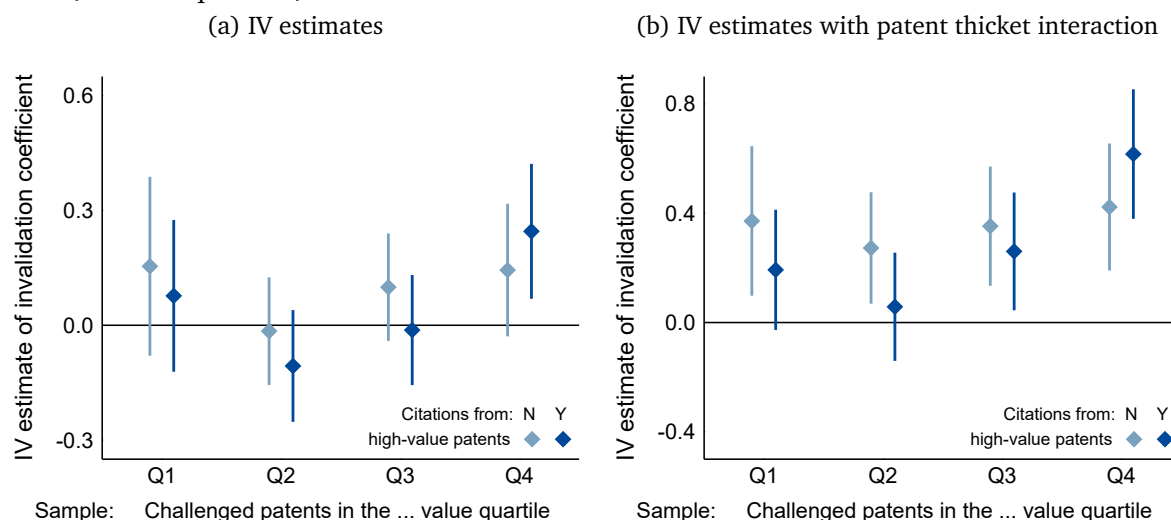 (a) IV estimates
(b) IV estimates with patent thicket interaction
IV estimate of invalidation coefficient
0.6
0.3
0.0
-0.3
Citations from: N Y
high-value patents
Q1 Q2 Q3 Q4
Sample: Challenged patents in the ... value quartile
IV estimate of invalidation coefficient
0.8
0.4
0.0
-0.4
Citations from: N Y
high-value patents
Q1 Q2 Q3 Q4
Sample: Challenged patents in the ... value quartile